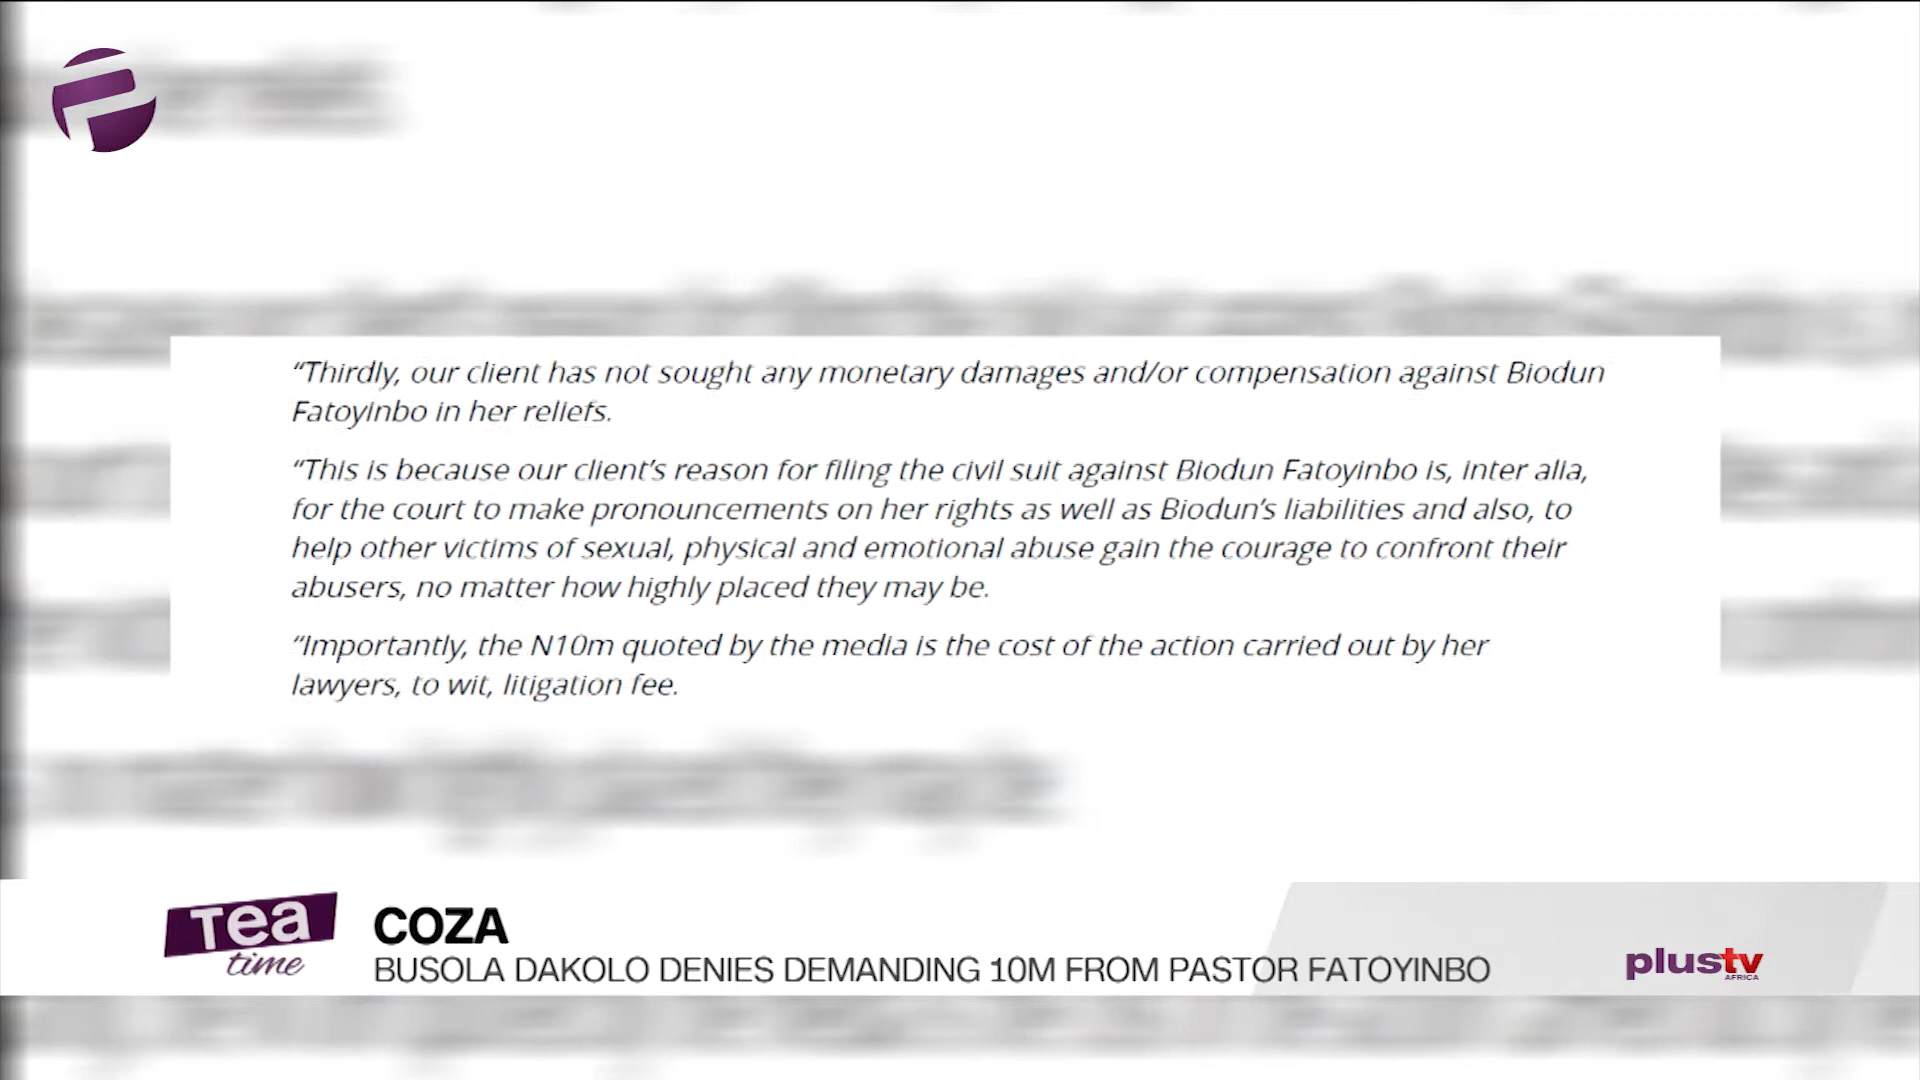 “Thirdly, our client has not sought any monetary damages and/or compensation against Biodun
Fatoyinbo in her reliefs.
“This is because our client’s reason for filing the civil suit against Biodun Fatoyinbo is, inter alia,
for the court to make pronouncements on her rights as well as Biodun’s liabilities and also, to
help other victims of sexual, physical and emotional abuse gain the courage to confront their
abusers, no matter how highly placed they may be.
“Importantly, the N10m quoted by the media is the cost of the action carried out by her
lawyers, to wit, litigation fee.
Tea
time
COZA
BUSOLA DAKOLO DENIES DEMANDING 10M FROM PASTOR FATOYINBO
plustv
AFRICA